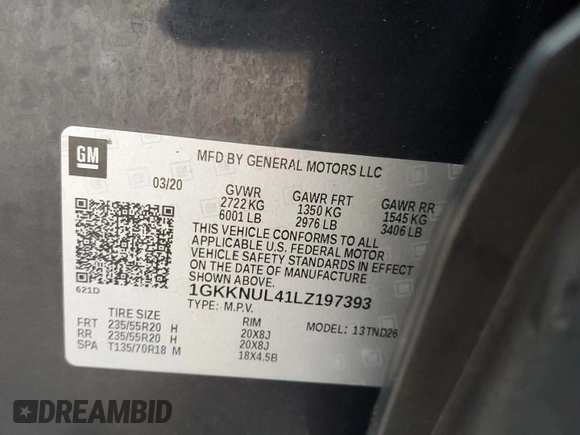 GM
MFD BY GENERAL MOTORS LLC
03/20 GVWR GAWR FRT GAWR RR
2722 KG 1350 KG 1545 KG
6001 LB 2976 LB 3406 LB
THIS VEHICLE CONFORMS TO ALL
APPLICABLE U.S. FEDERAL MOTOR
VEHICLE SAFETY STANDARDS IN EFFECT
ON THE DATE OF MANUFACTURE
SHOWN ABOVE.
1GKKNUL41LZ197393
621D
TYPE: M.P.V. MODEL: 13TND26
TIRE SIZE RIM
FRT 235/55R20 H 20X8J
RR 235/55R20 H 20X8J
SPA T135/70R18 M 18X4.5B
DREAMBID